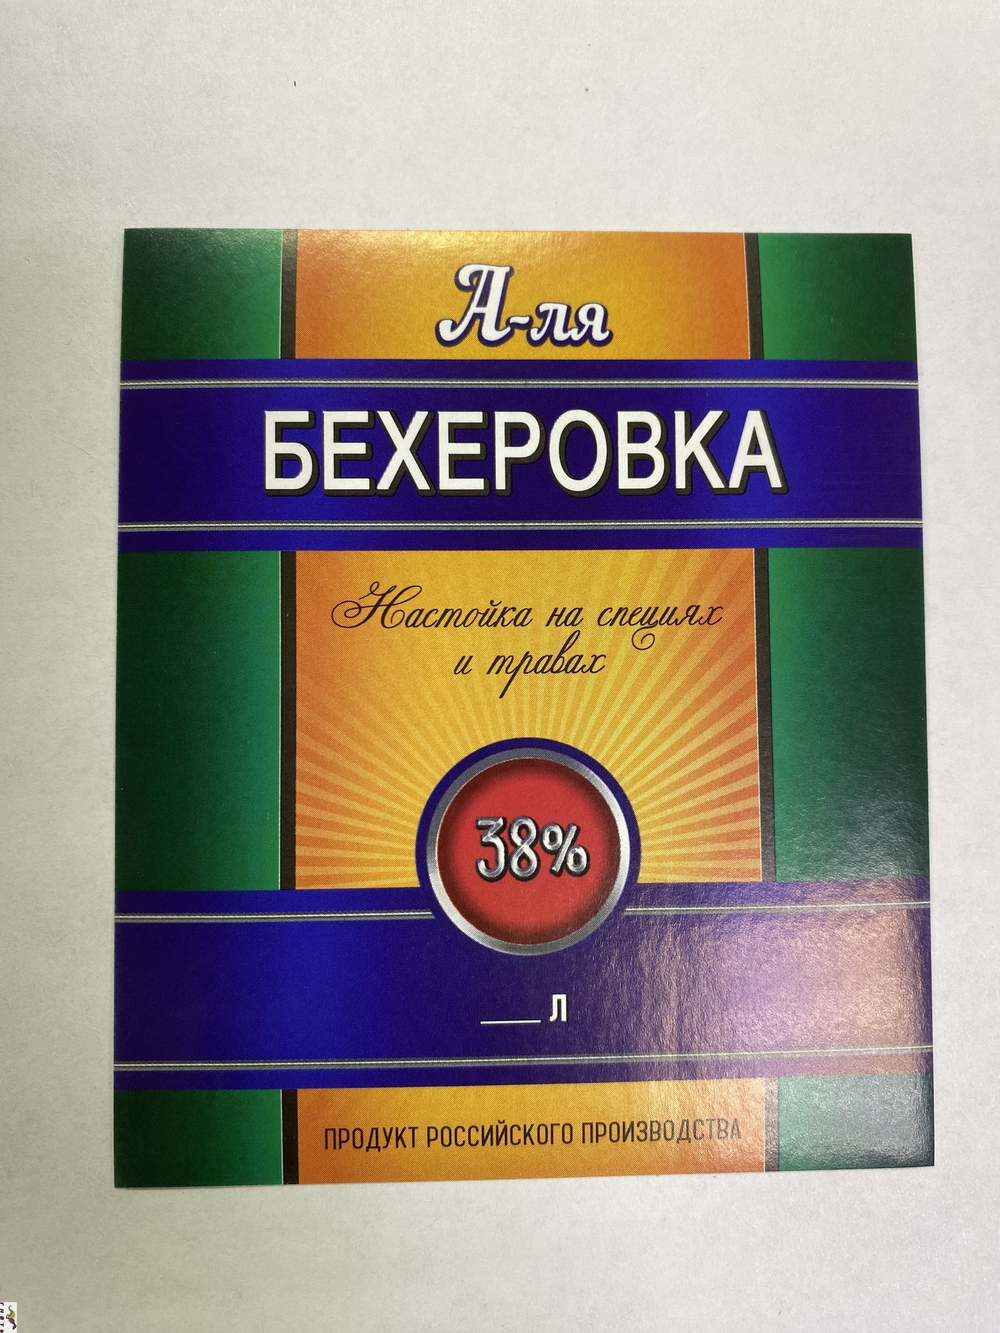 А-ля
БЕХЕРОВКА
Настойка на специях
и травах
38%
___ Л
ПРОДУКТ РОССИЙСКОГО ПРОИЗВОДСТВА